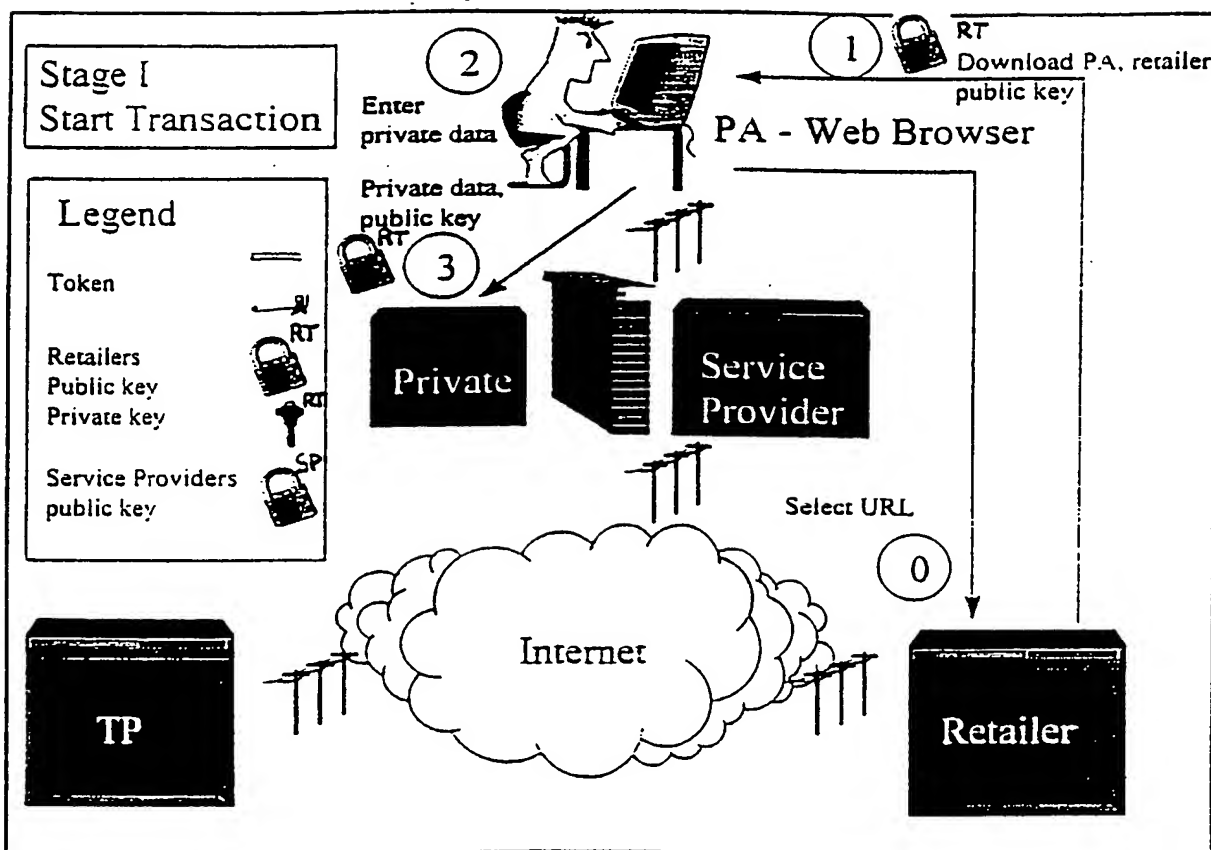 Stage I
Start Transaction
2
Enter
private data
Private data,
public key
RT
3
1
RT
Download PA, retailer
public key
PA - Web Browser
Legend
Token
Retailers
Public key
Private key
RT
RT
Service Providers
public key
SP
Private
Service
Provider
Select URL
0
Internet
TP
Retailer